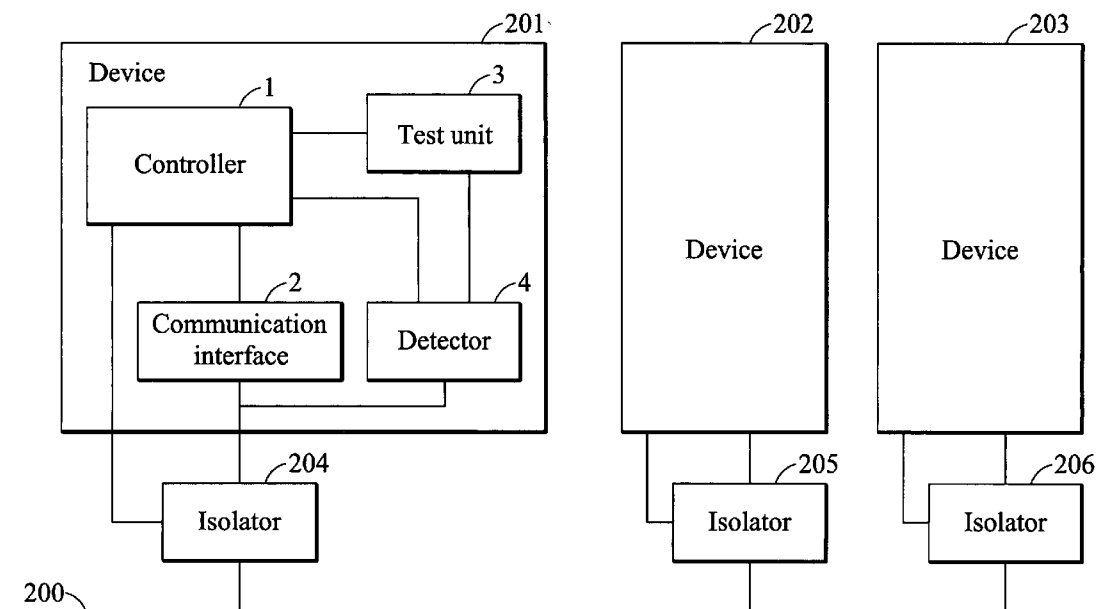 201
202
203
Device
1
3
Controller
Test unit
Device
Device
2
4
Communication
interface
Detector
204
205
206
Isolator
Isolator
Isolator
200